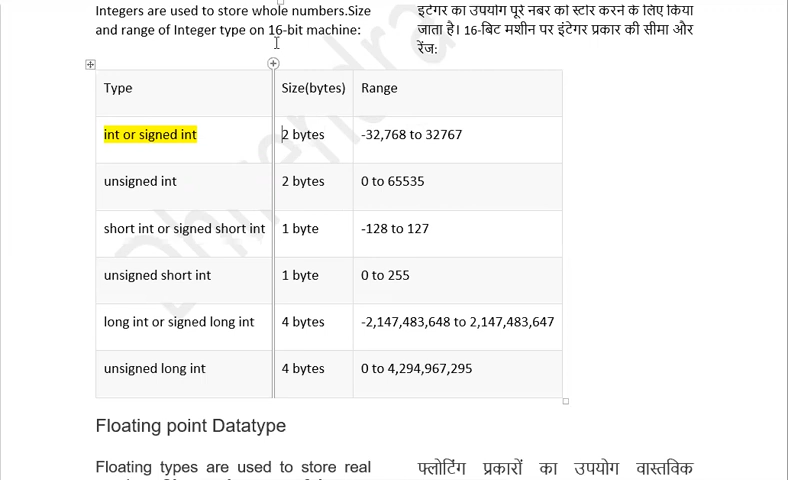 Integers are used to store whole numbers.Size
and range of Integer type on 16-bit machine:
इंटेगर का उपयोग पूरे नंबर को स्टोर करने के लिए किया
जाता है। 16-बिट मशीन पर इंटेगर प्रकार की सीमा और
रेंज:
Type Size(bytes) Range
int or signed int 2 bytes -32,768 to 32767
unsigned int 2 bytes 0 to 65535
short int or signed short int 1 byte -128 to 127
unsigned short int 1 byte 0 to 255
long int or signed long int 4 bytes -2,147,483,648 to 2,147,483,647
unsigned long int 4 bytes 0 to 4,294,967,295
Floating point Datatype
Floating types are used to store real
फ्लोटिंग प्रकारों का उपयोग वास्तविक